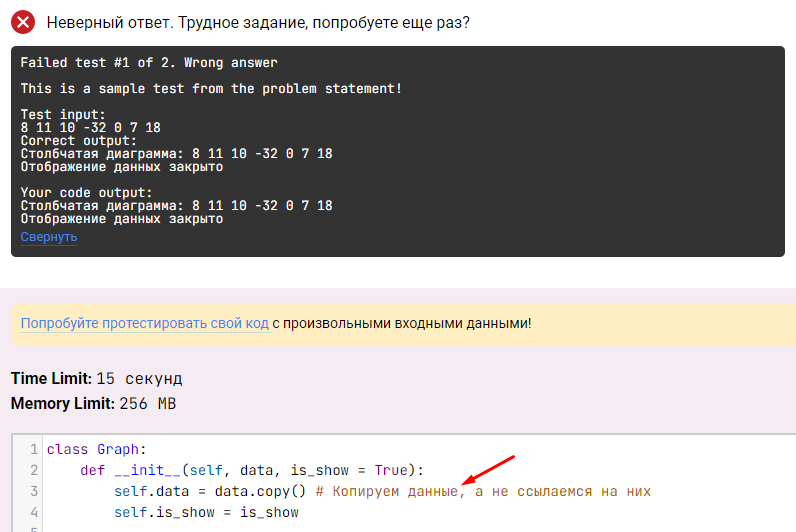 Неверный ответ. Трудное задание, попробуете еще раз?
Failed test #1 of 2. Wrong answer
This is a sample test from the problem statement!
Test input:
8 11 10 -32 0 7 18
Correct output:
Столбчатая диаграмма: 8 11 10 -32 0 7 18
Отображение данных закрыто
Your code output:
Столбчатая диаграмма: 8 11 10 -32 0 7 18
Отображение данных закрыто
Свернуть
Попробуйте протестировать свой код с произвольными входными данными!
Time Limit: 15 секунд
Memory Limit: 256 MB
1 class Graph:
2 def __init__(self, data, is_show = True):
3 self.data = data.copy() # Копируем данные, а не ссылаемся на них
4 self.is_show = is_show